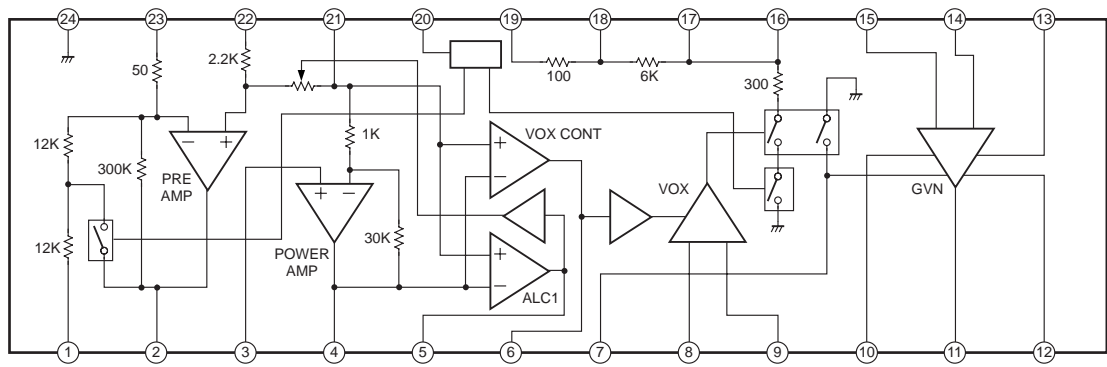 24 23 22 21 20 19 18 17 16 15 14 13
50
2.2K
100
6K
300
12K
300K
PRE
AMP
1K
VOX CONT
VOX
GVN
12K
POWER
AMP
30K
ALC1
1 2 3 4 5 6 7 8 9 10 11 12
- +
+ -
+
-
+
-